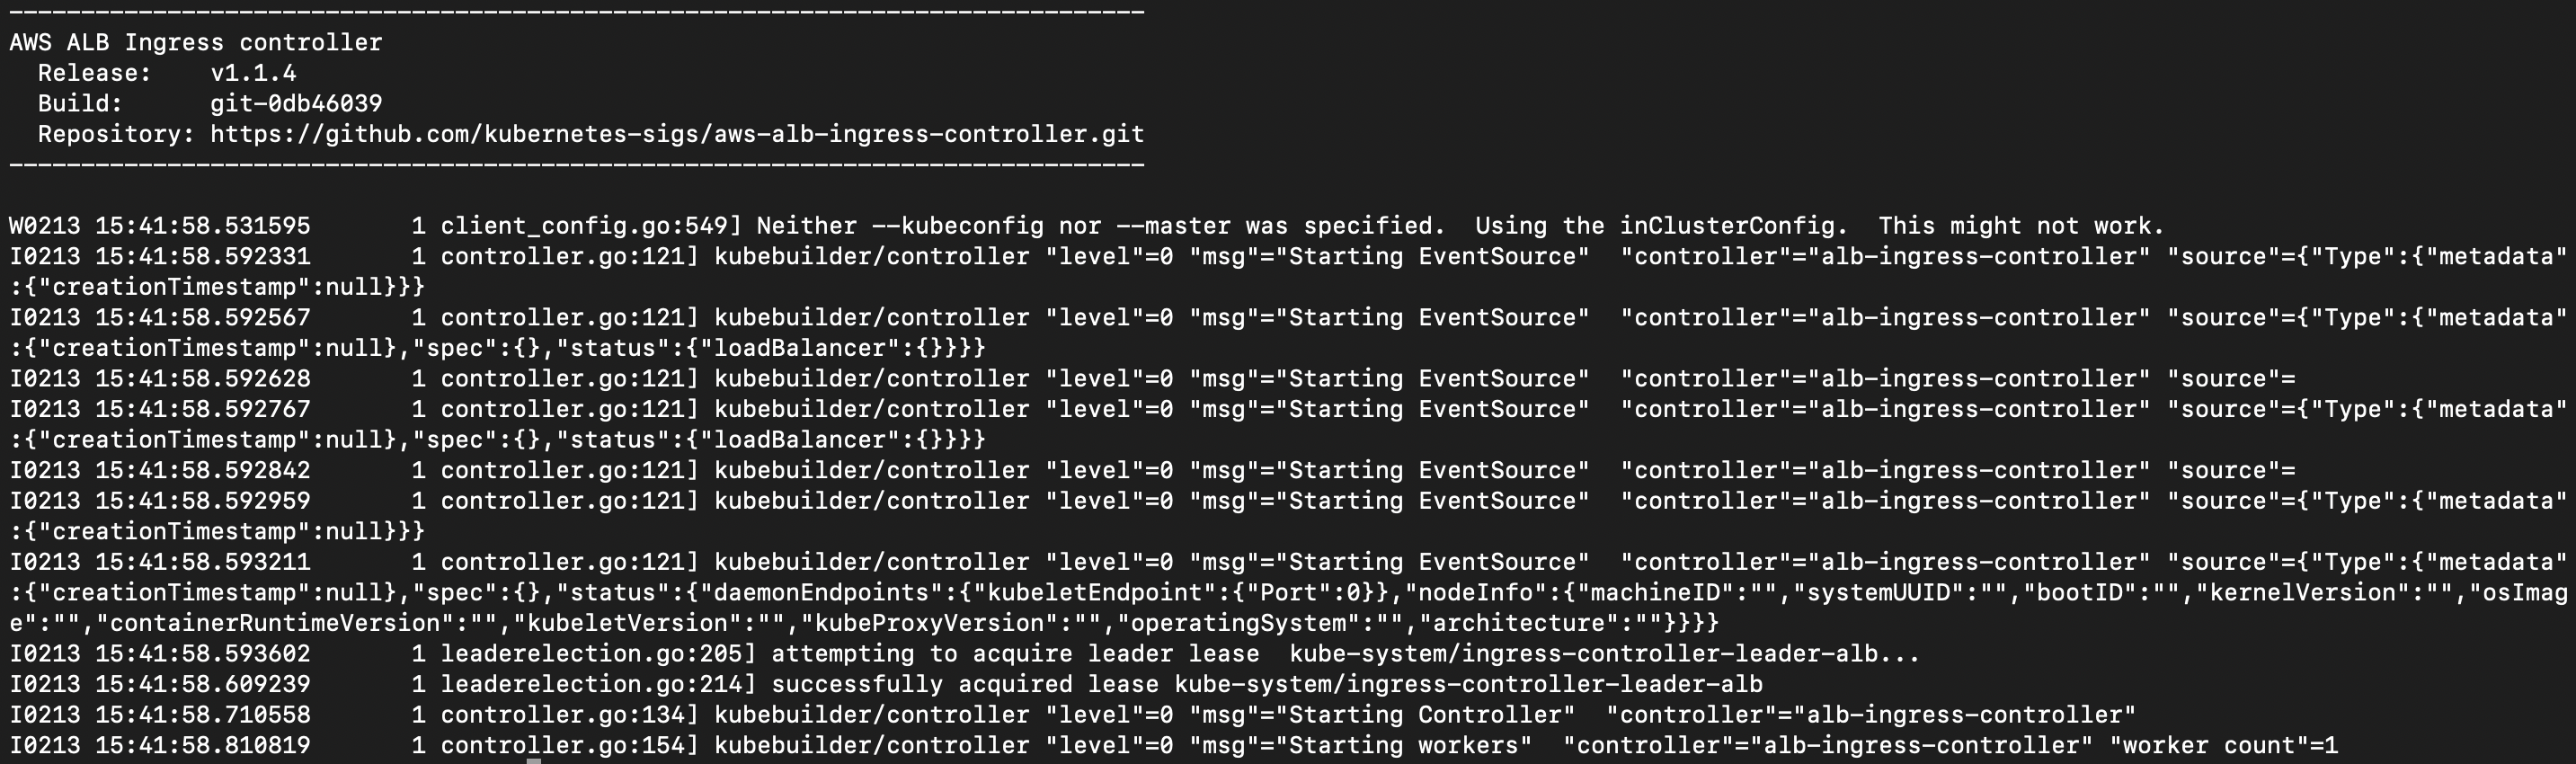 -------------------------------------------------------------------------------
AWS ALB Ingress controller
  Release:    v1.1.4
  Build:      git-0db46039
  Repository: https://github.com/kubernetes-sigs/aws-alb-ingress-controller.git
-------------------------------------------------------------------------------

W0213 15:41:58.531595       1 client_config.go:549] Neither --kubeconfig nor --master was specified.  Using the inClusterConfig.  This might not work.
I0213 15:41:58.592331       1 controller.go:121] kubebuilder/controller "level"=0 "msg"="Starting EventSource"  "controller"="alb-ingress-controller" "source"={"Type":{"metadata"
:{"creationTimestamp":null}}}
I0213 15:41:58.592567       1 controller.go:121] kubebuilder/controller "level"=0 "msg"="Starting EventSource"  "controller"="alb-ingress-controller" "source"={"Type":{"metadata"
:{"creationTimestamp":null},"spec":{},"status":{"loadBalancer":{}}}}
I0213 15:41:58.592628       1 controller.go:121] kubebuilder/controller "level"=0 "msg"="Starting EventSource"  "controller"="alb-ingress-controller" "source"=
I0213 15:41:58.592767       1 controller.go:121] kubebuilder/controller "level"=0 "msg"="Starting EventSource"  "controller"="alb-ingress-controller" "source"={"Type":{"metadata"
:{"creationTimestamp":null},"spec":{},"status":{"loadBalancer":{}}}}
I0213 15:41:58.592842       1 controller.go:121] kubebuilder/controller "level"=0 "msg"="Starting EventSource"  "controller"="alb-ingress-controller" "source"=
I0213 15:41:58.592959       1 controller.go:121] kubebuilder/controller "level"=0 "msg"="Starting EventSource"  "controller"="alb-ingress-controller" "source"={"Type":{"metadata"
:{"creationTimestamp":null}}}
I0213 15:41:58.593211       1 controller.go:121] kubebuilder/controller "level"=0 "msg"="Starting EventSource"  "controller"="alb-ingress-controller" "source"={"Type":{"metadata"
:{"creationTimestamp":null},"spec":{},"status":{"daemonEndpoints":{"kubeletEndpoint":{"Port":0}},"nodeInfo":{"machineID":"","systemUUID":"","bootID":"","kernelVersion":"","osImag
e":"","containerRuntimeVersion":"","kubeletVersion":"","kubeProxyVersion":"","operatingSystem":"","architecture":""}}}}
I0213 15:41:58.593602       1 leaderelection.go:205] attempting to acquire leader lease  kube-system/ingress-controller-leader-alb...
I0213 15:41:58.609239       1 leaderelection.go:214] successfully acquired lease kube-system/ingress-controller-leader-alb
I0213 15:41:58.710558       1 controller.go:134] kubebuilder/controller "level"=0 "msg"="Starting Controller"  "controller"="alb-ingress-controller"
I0213 15:41:58.810819       1 controller.go:154] kubebuilder/controller "level"=0 "msg"="Starting workers"  "controller"="alb-ingress-controller" "worker count"=1